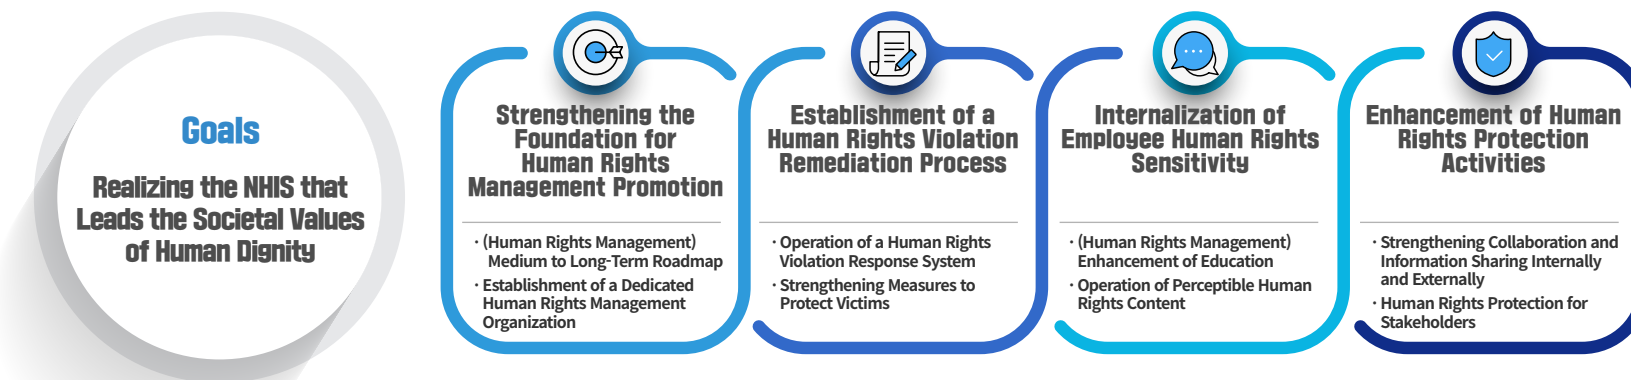 Goals
Realizing the NHIS that
Leads the Societal Values
of Human Dignity
Strengthening the
Foundation for
Human Rights
Management Promotion
· (Human Rights Management)
Medium to Long-Term Roadmap
· Establishment of a Dedicated
Human Rights Management
Organization
Establishment of a
Human Rights Violation
Remediation Process
· Operation of a Human Rights
Violation Response System
· Strengthening Measures to
Protect Victims
Internalization of
Employee Human Rights
Sensitivity
· (Human Rights Management)
Enhancement of Education
· Operation of Perceptible Human
Rights Content
Enhancement of Human
Rights Protection
Activities
· Strengthening Collaboration and
Information Sharing Internally
and Externally
· Human Rights Protection for
Stakeholders